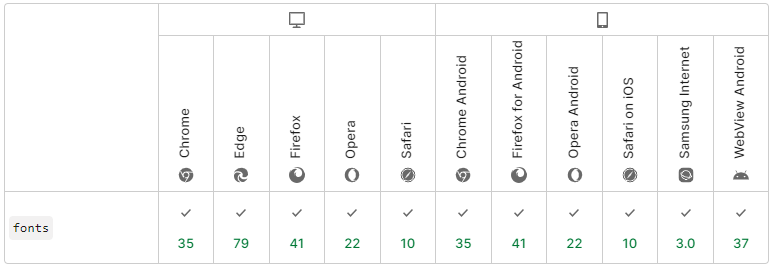 Chrome
Edge
Firefox
Opera
Safari
Chrome Android
Firefox for Android
Opera Android
Safari on iOS
Samsung Internet
WebView Android
fonts
35 79 41 22 10 35 41 22 10 3.0 37